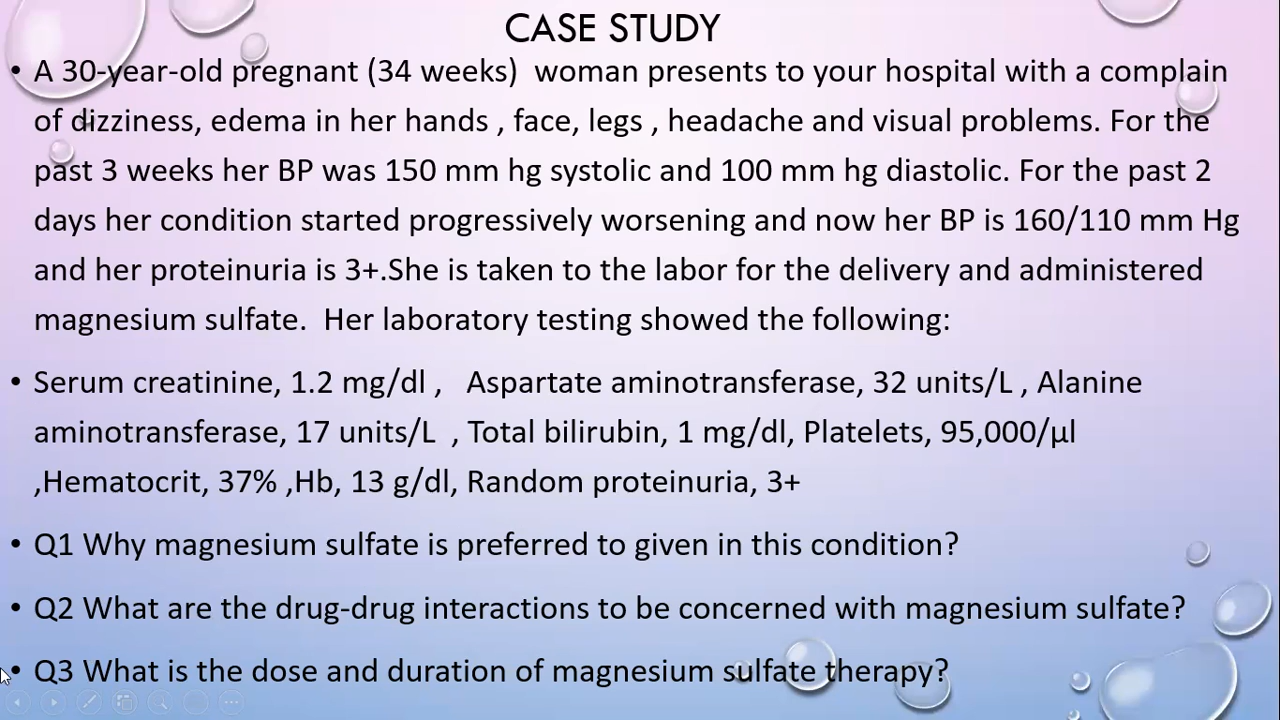 CASE STUDY
• A 30-year-old pregnant (34 weeks)  woman presents to your hospital with a complain
of dizziness, edema in her hands , face, legs , headache and visual problems. For the
past 3 weeks her BP was 150 mm hg systolic and 100 mm hg diastolic. For the past 2
days her condition started progressively worsening and now her BP is 160/110 mm Hg
and her proteinuria is 3+.She is taken to the labor for the delivery and administered
magnesium sulfate.  Her laboratory testing showed the following:
• Serum creatinine, 1.2 mg/dl ,   Aspartate aminotransferase, 32 units/L , Alanine
aminotransferase, 17 units/L  , Total bilirubin, 1 mg/dl, Platelets, 95,000/µl
,Hematocrit, 37% ,Hb, 13 g/dl, Random proteinuria, 3+
• Q1 Why magnesium sulfate is preferred to given in this condition?
• Q2 What are the drug-drug interactions to be concerned with magnesium sulfate?
• Q3 What is the dose and duration of magnesium sulfate therapy?